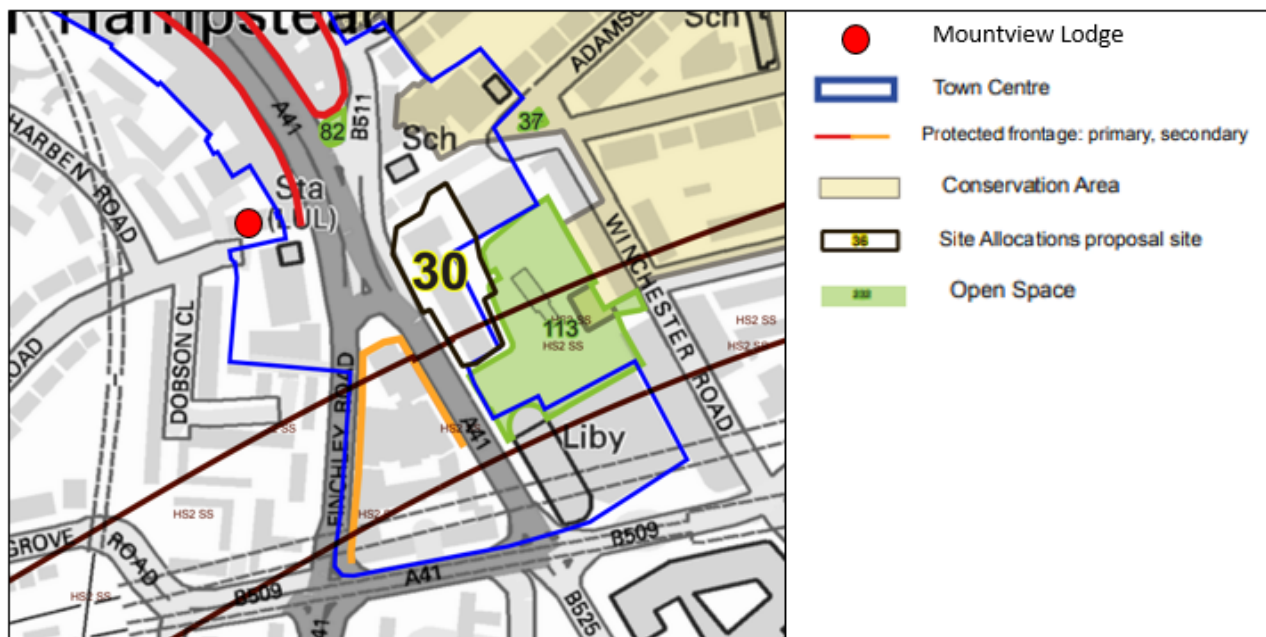 Hampstead
Sch
ADAMSO
A41
B511
82
37
Sch
HARBEN ROAD
Sta
(LUL)
WINCHESTER ROAD
30
113
HS2 SS
HS2 SS
HS2 SS
HS2 SS
ROAD
DOBSON CL
FINCHLEY ROAD
A41
SS
HS2 SS
Liby
HS2 SS
HS2 SS
GROVE
ROAD
B509
A41
B509
HS2 SS
B525
A41
Mountview Lodge
Town Centre
Protected frontage: primary, secondary
Conservation Area
36
Site Allocations proposal site
232
Open Space